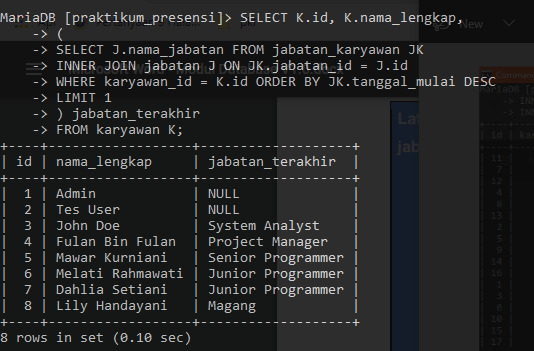 MariaDB [praktikum_presensi]> SELECT K.id, K.nama_lengkap,
    -> (
    -> SELECT J.nama_jabatan FROM jabatan_karyawan JK
    -> INNER JOIN jabatan J ON JK.jabatan_id = J.id
    -> WHERE karyawan_id = K.id ORDER BY JK.tanggal_mulai DESC
    -> LIMIT 1
    -> ) jabatan_terakhir
    -> FROM karyawan K;
+----+------------------+-------------------+
| id | nama_lengkap     | jabatan_terakhir  |
+----+------------------+-------------------+
|  1 | Admin            | NULL              |
|  2 | Tes User         | NULL              |
|  3 | John Doe         | System Analyst    |
|  4 | Fulan Bin Fulan  | Project Manager   |
|  5 | Mawar Kurniani   | Senior Programmer |
|  6 | Melati Rahmawati | Junior Programmer |
|  7 | Dahlia Setiani   | Junior Programmer |
|  8 | Lily Handayani   | Magang            |
+----+------------------+-------------------+
8 rows in set (0.10 sec)
New